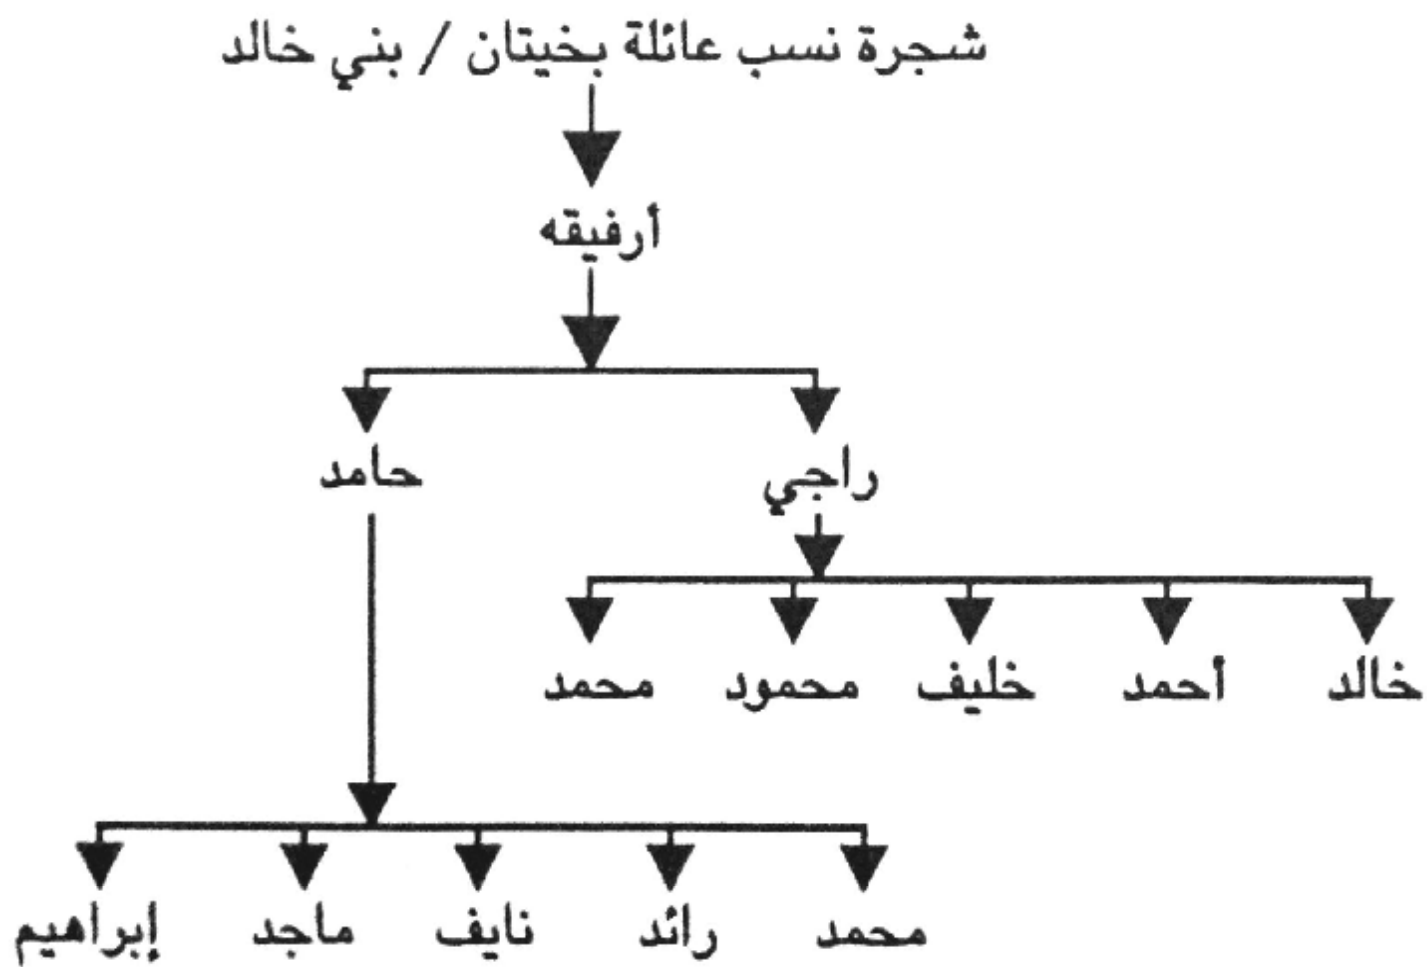 شجرة نسب عائلة بخيتان / بني خالد
أرفيقه
راجي حامد
خالد أحمد خليف محمود محمد
محمد رائد نايف ماجد إبراهيم